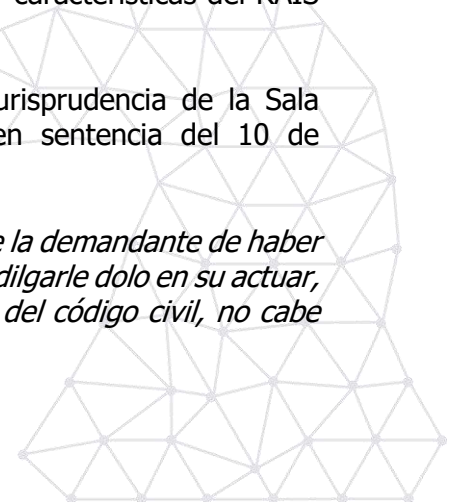 características del RAIS
urisprudencia de la Sala
en sentencia del 10 de
e la demandante de haber
dilgarle dolo en su actuar,
del código civil, no cabe